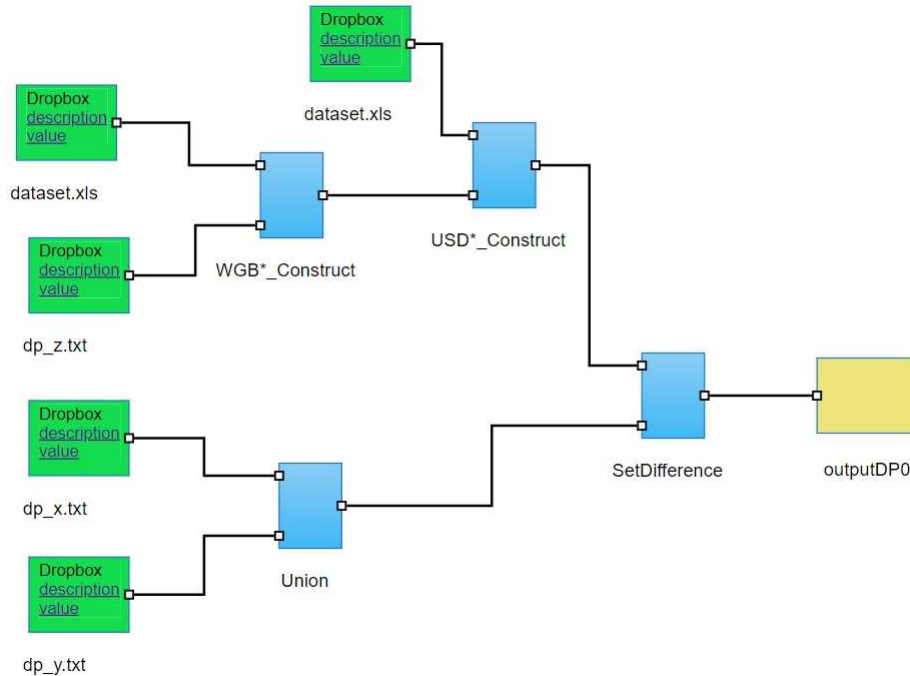 Dropbox
description
value
dataset.xls
Dropbox
description
value
dataset.xls
USD*_Construct
WGB*_Construct
Dropbox
description
value
dp_z.txt
Dropbox
description
value
dp_x.txt
SetDifference
outputDP0
Union
Dropbox
description
value
dp_y.txt